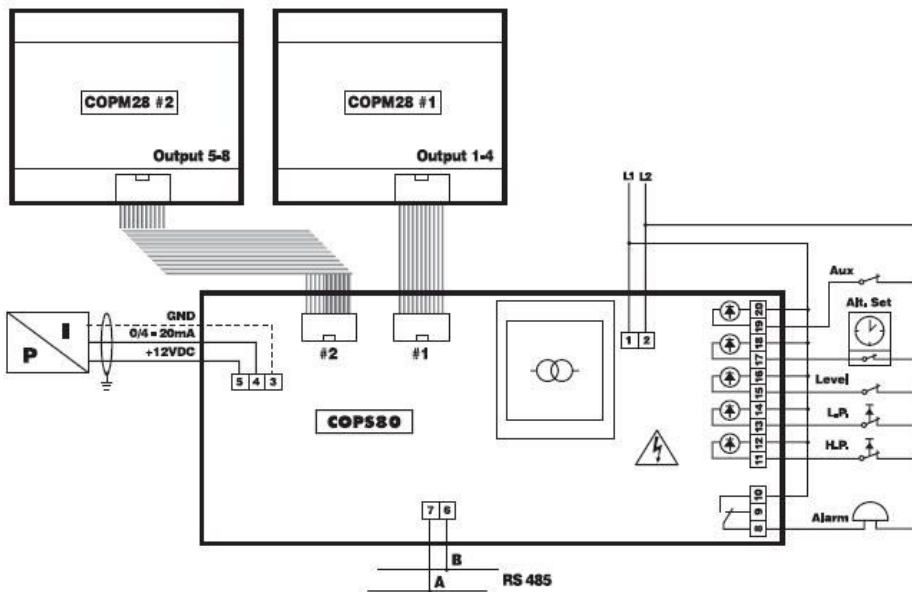 COPM28 #2
COPM28 #1
Output 5-8
Output 1-4
L1 L2
Aux
Alt. Set
GND
0/4 - 20mA
+12VDC
I
P
#2
#1
1 2
5 4 3
COPS80
20
19
18
17
16
15
14
13
12
11
Level
L.P.
H.P.
10
9
8
Alarm
7 6
B
A
RS 485